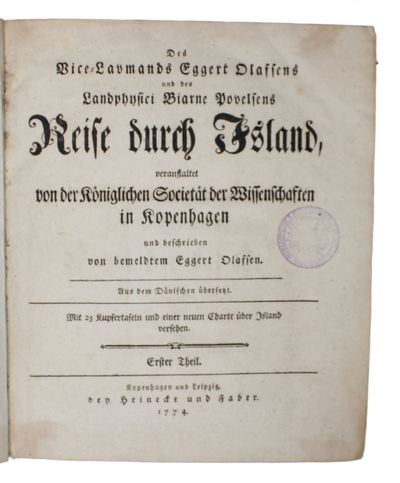 Des
Vice-Lavmands Eggert Olafsens
und des
Landphysici Biarne Povelsens
Reise durch Island,
veranstaltet
von der Königlichen Societät der Wissenschaften
in Kopenhagen
und beschrieben
von bemeldtem Eggert Olafsen.
Aus dem Dänischen übersetzt.
Mit 25 Kupfertafeln und einer neuen Charte über Island
versehen.
Erster Theil.
Kopenhagen und Leipzig,
bey Heinecke und Faber.
1774.